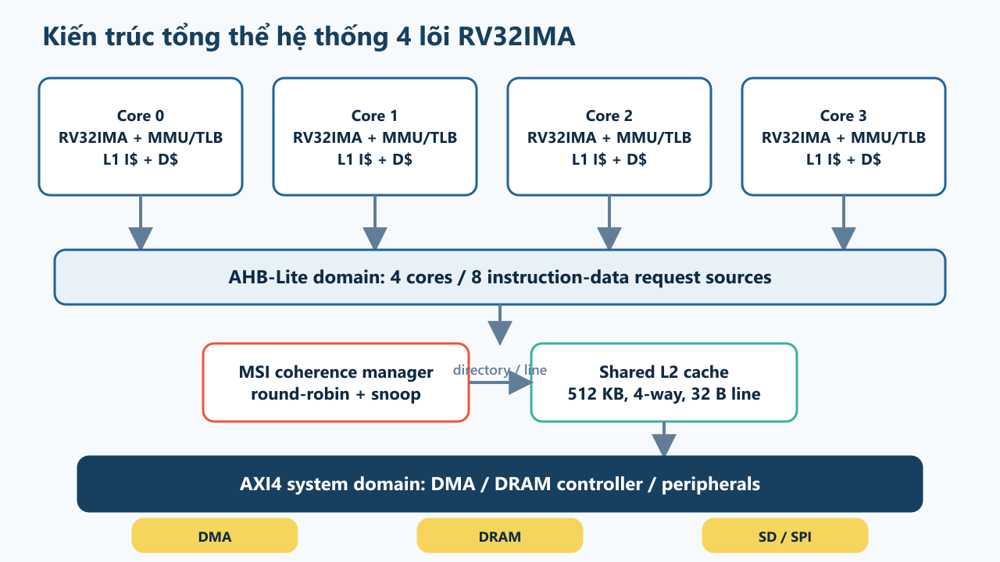 Kiến trúc tổng thể hệ thống 4 lõi RV32IMA
Core 0
RV32IMA + MMU/TLB
L1 I$ + D$
Core 1
RV32IMA + MMU/TLB
L1 I$ + D$
Core 2
RV32IMA + MMU/TLB
L1 I$ + D$
Core 3
RV32IMA + MMU/TLB
L1 I$ + D$
AHB-Lite domain: 4 cores / 8 instruction-data request sources
MSI coherence manager
round-robin + snoop
directory / line
Shared L2 cache
512 KB, 4-way, 32 B line
AXI4 system domain: DMA / DRAM controller / peripherals
DMA
DRAM
SD / SPI